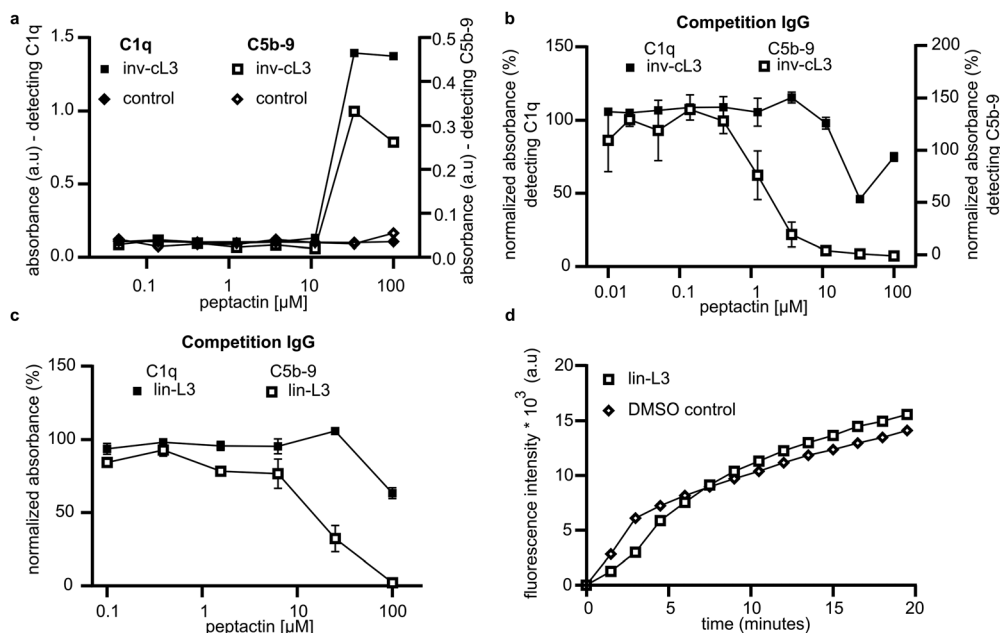 a
C1q
C5b-9
inv-cL3
inv-cL3
control
control
absorbance (a.u) - detecting C1q
absorbance (a.u) - detecting C5b-9
1.5
1.0
0.5
0.0
0.5
0.4
0.3
0.2
0.1
0.0
0.1
1
10
100
peptactin [µM]
b
Competition IgG
C1q
C5b-9
inv-cL3
inv-cL3
normalized absorbance (%)
detecting C1q
normalized absorbance (%)
detecting C5b-9
150
100
50
0
200
150
100
50
0
0.01
0.1
1
10
100
peptactin [µM]
c
Competition IgG
C1q
C5b-9
lin-L3
lin-L3
normalized absorbance (%)
150
100
50
0
0.1
1
10
100
peptactin [µM]
d
lin-L3
DMSO control
fluorescence intensity * 10³ (a.u)
20
15
10
5
0
0
5
10
15
20
time (minutes)